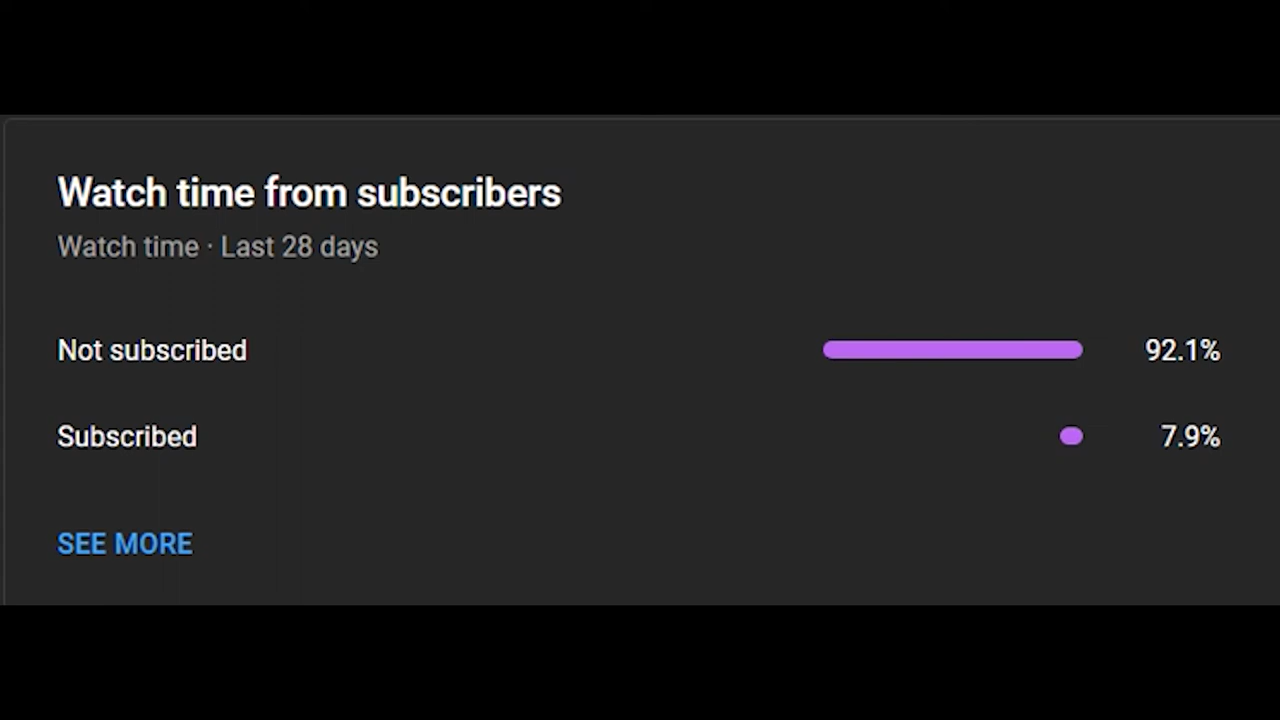 Watch time from subscribers
Watch time · Last 28 days
Not subscribed 92.1%
Subscribed 7.9%
SEE MORE